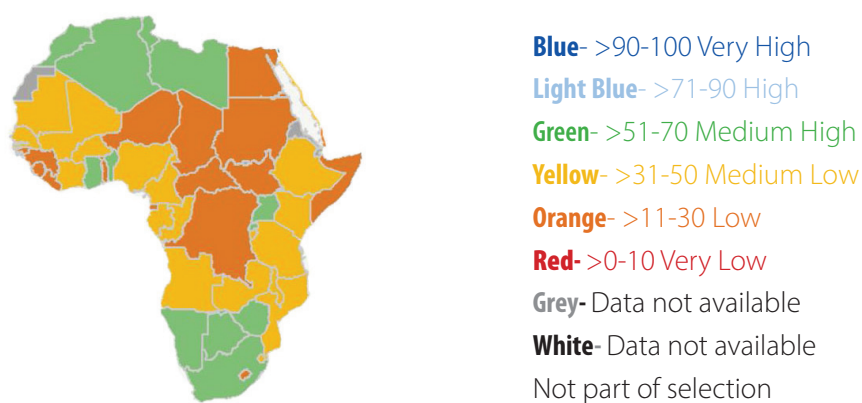 Blue- >90-100 Very High
Light Blue- >71-90 High
Green- >51-70 Medium High
Yellow- >31-50 Medium Low
Orange- >11-30 Low
Red- >0-10 Very Low
Grey- Data not available
White- Data not available
Not part of selection